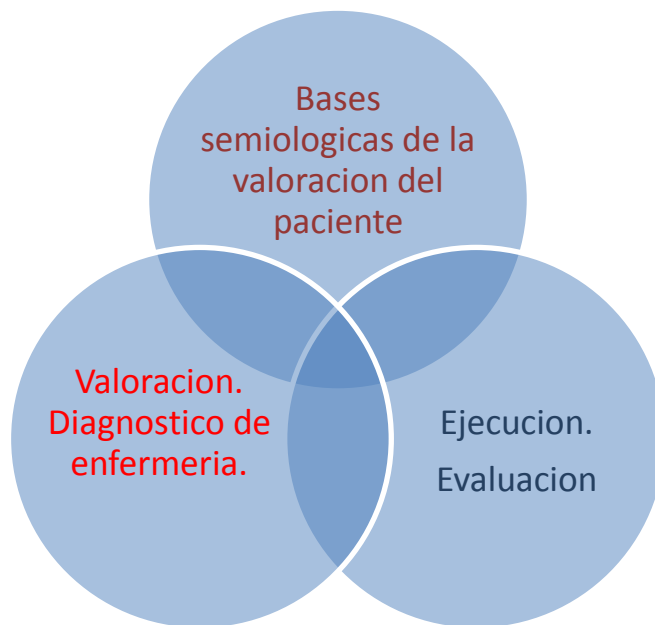 Bases
semiologicas de la
valoracion del
paciente
Valoracion.
Diagnostico de
enfermeria.
Ejecucion.
Evaluacion